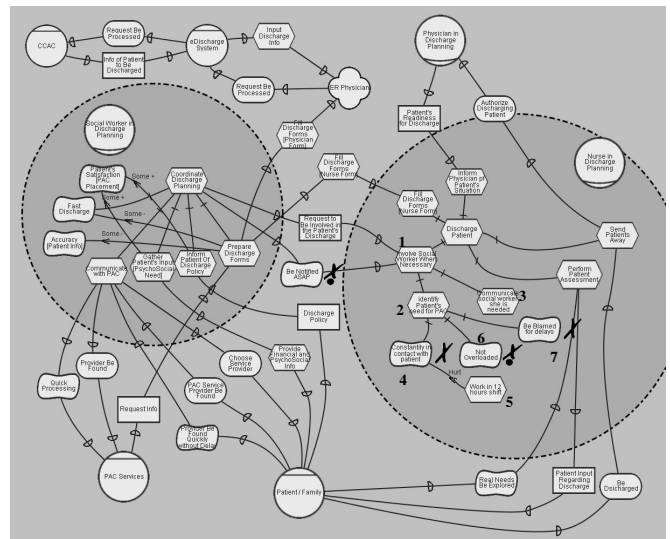 CCAC
Request Be
Processed
Info of Patient
to Be
Discharged
eDischarge
System
Input
Discharge
Info
Request Be
Processed
ER Physician
Physician in
Discharge
Planning
Patient's
Readiness
for Discharge
Authorize
Discharging
Patient
Social Worker in
Discharge
Planning
Fill
Discharge
Forms
[Physician
Form]
Fill
Discharge
Forms
[Nurse Form]
Nurse in
Discharge
Planning
Patient's
Satisfaction
[PAC
Placement]
Some +
Coordinate
Discharge
Planning
Fast
Discharge
Some +
Some -
Accuracy
[Patient Info]
Some -
Communicate
with PAC
Gather
Patient's Input
[PsychoSocial
Need]
Inform
Patient Of
Discharge
Policy
Prepare
Discharge
Forms
Request to
Be Involved in
the Patient's
Discharge
Be Notified
ASAP
Inform
Physician of
Patient's
Situation
Fill
Discharge
Forms
[Nurse Form]
Discharge
Patient
Send
Patients
Away
1
Involve Social
Worker When
Necessary
Perform
Patient
Assessment
Communicate
social worker
she is
needed
3
2
Identify
Patient's
Need for PAC
Be Blamed
for delays
7
6
Not
Overloaded
Constantly in
contact with
patient
4
Hurt
Work in 12
hours shift
5
Discharge
Policy
Quick
Processing
Provider Be
Found
PAC Service
Provider Be
Found
Choose
Service
Provider
Provide
Financial and
PsychoSocial
Info
Request Info
Provider Be
Found
Quickly
without Delay
PAC Services
Patient / Family
Real Needs
Be Explored
Patient Input
Regarding
Discharge
Be
Dsicharged